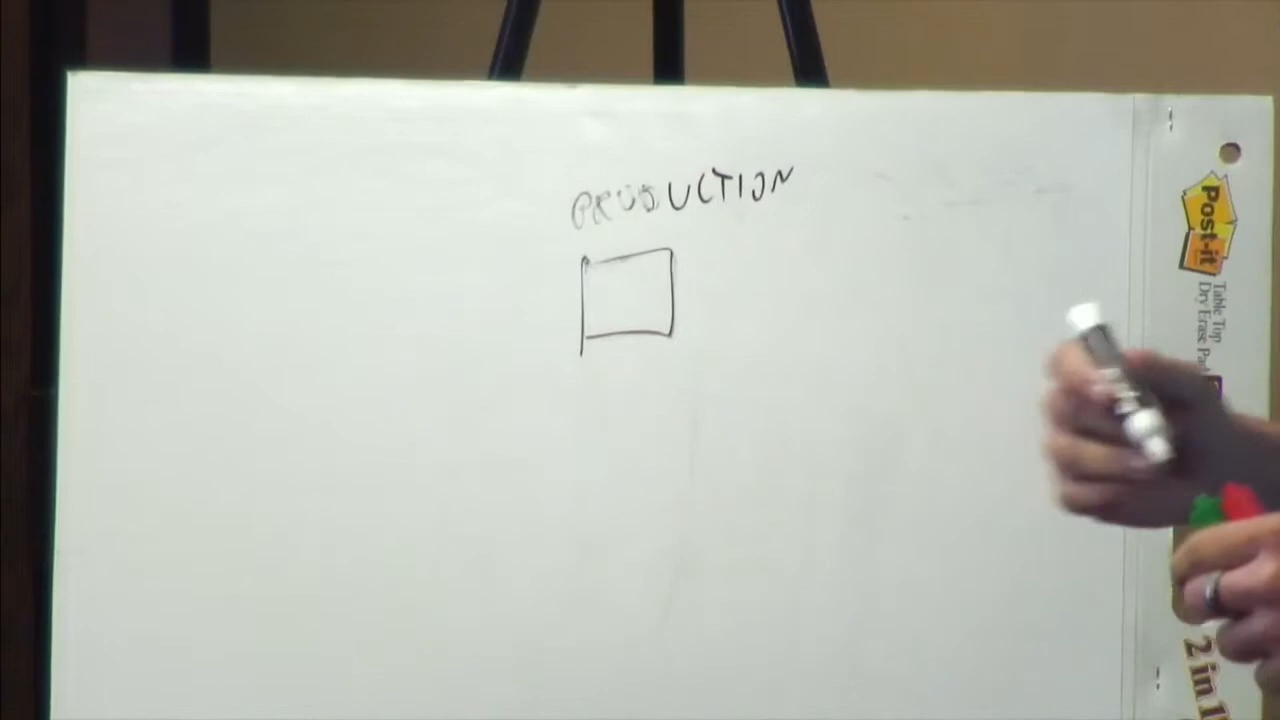 PRODUCTION
Post-it
Table Top
Dry Erase Pad
2 in 1